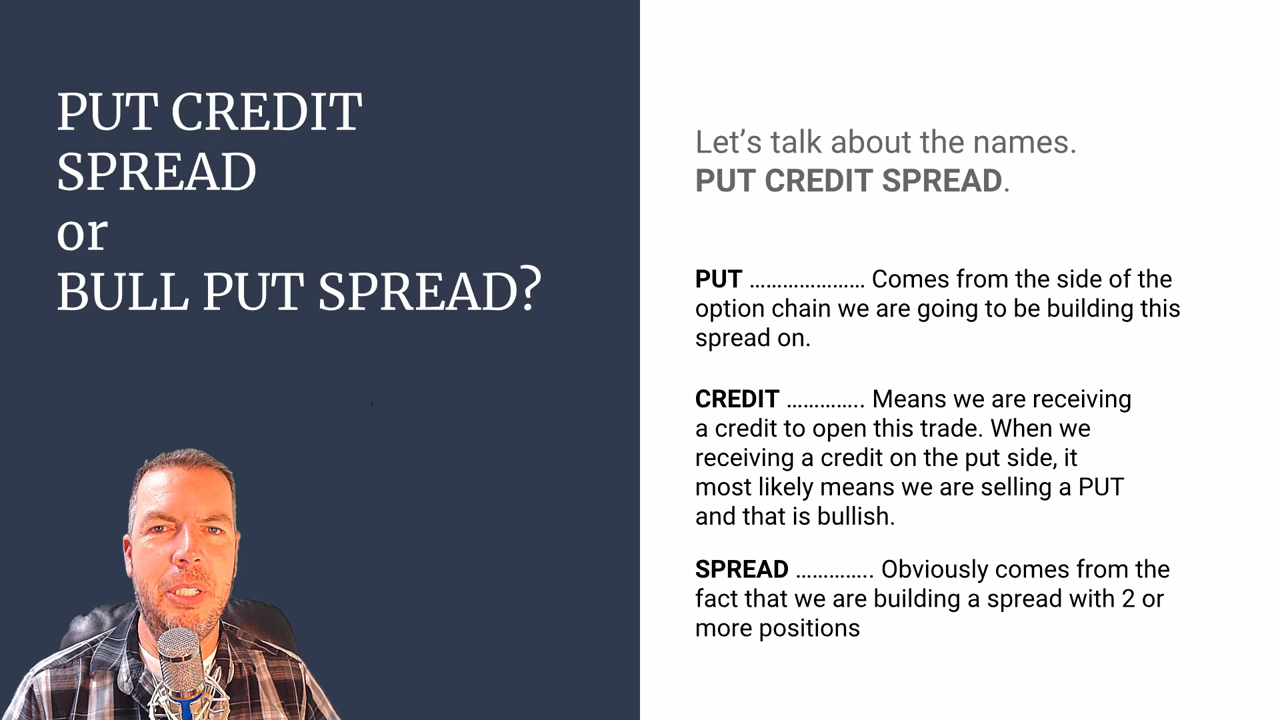 PUT CREDIT
SPREAD
or
BULL PUT SPREAD?
Let’s talk about the names.
PUT CREDIT SPREAD.
PUT ………………… Comes from the side of the
option chain we are going to be building this
spread on.
CREDIT ………….. Means we are receiving
a credit to open this trade. When we
receiving a credit on the put side, it
most likely means we are selling a PUT
and that is bullish.
SPREAD ………….. Obviously comes from the
fact that we are building a spread with 2 or
more positions